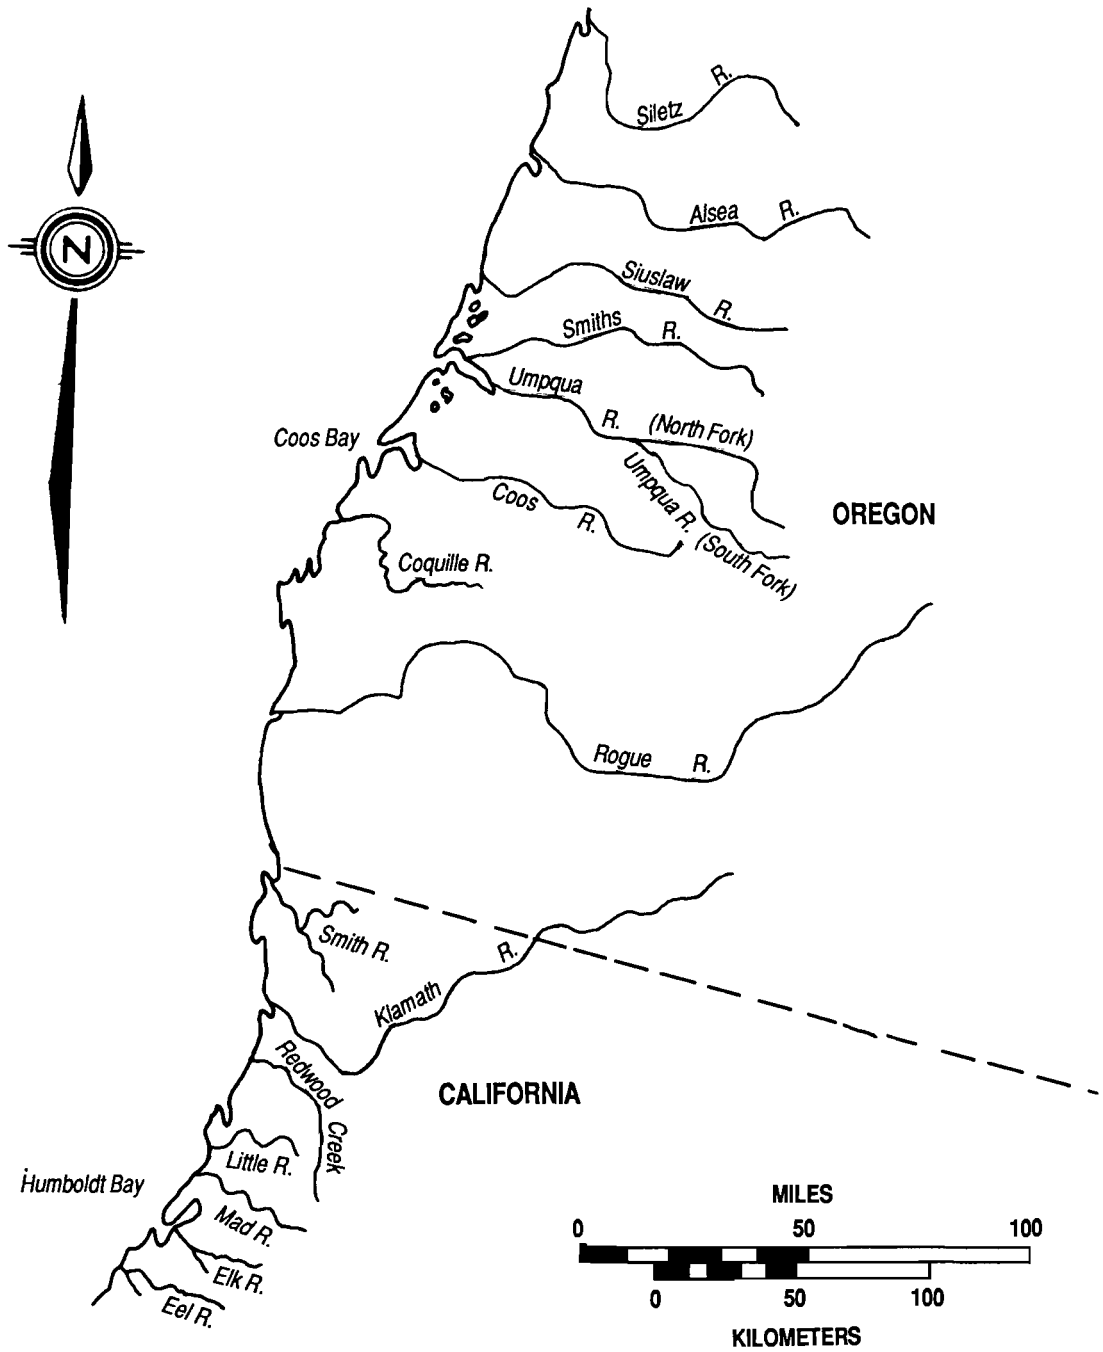 Siletz R.
Alsea R.
N
Siuslaw R.
Smiths R.
Umpqua R. (North Fork)
Coos Bay
Umpqua R. (South Fork)
Coos R.
OREGON
Coquille R.
Rogue R.
Smith R.
Klamath R.
Redwood Creek
CALIFORNIA
Little R.
Humboldt Bay
Mad R.
Elk R.
Eel R.
MILES
0 50 100
0 50 100
KILOMETERS